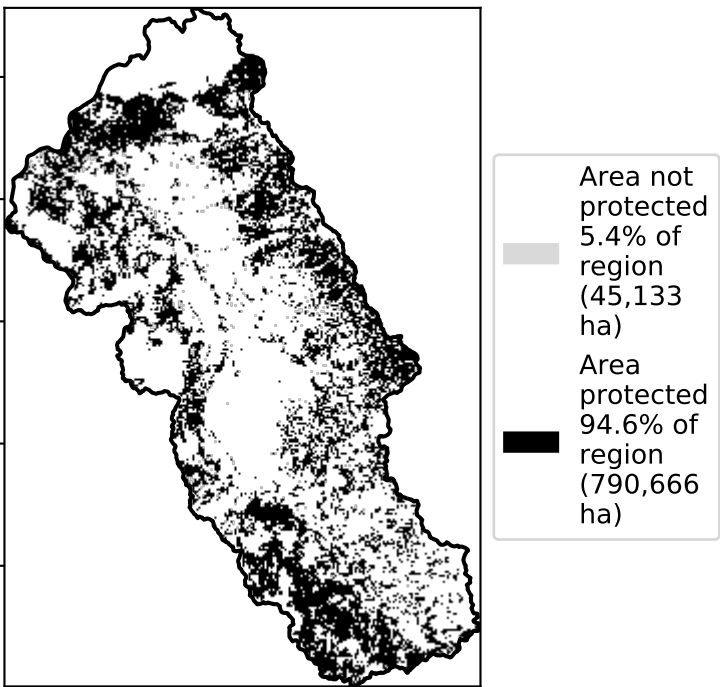 Area not
protected
5.4% of
region
(45,133
ha)
Area
protected
94.6% of
region
(790,666
ha)